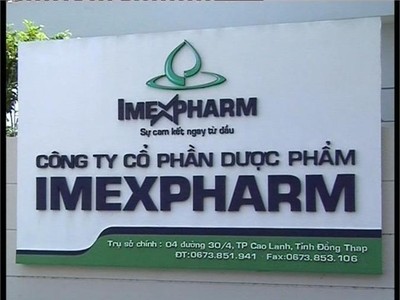 IMEXPHARM
Sự cam kết ngay từ đầu
CÔNG TY CỔ PHẦN DƯỢC PHẨM
IMEXPHARM
Trụ sở chính : 04 đường 30/4, TP Cao Lãnh, Tỉnh Đồng Tháp
ĐT:0673.851.941 Fax:0673.853.106